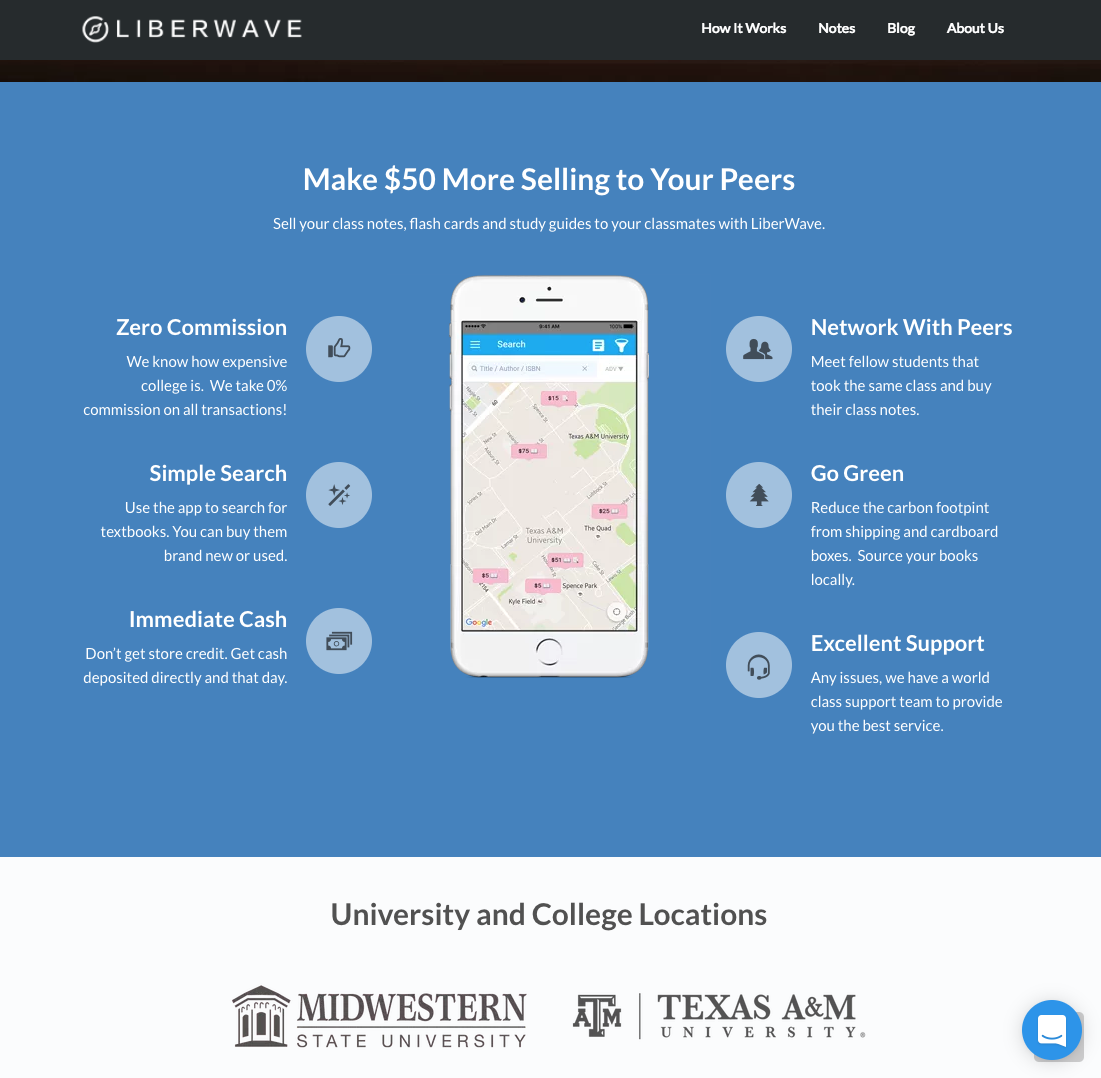 LIBERWAVE
How It Works
Notes
Blog
About Us
Make $50 More Selling to Your Peers
Sell your class notes, flash cards and study guides to your classmates with LiberWave.
Zero Commission
We know how expensive
college is. We take 0%
commission on all transactions!
Simple Search
Use the app to search for
textbooks. You can buy them
brand new or used.
Immediate Cash
Don't get store credit. Get cash
deposited directly and that day.
8:41 AM
100%
Search
Title / Author / ISBN
ADV
$15
Texas A&M University
$75
$25
The Quad
Texas A&M
University
$51
$5
$5
Spence Park
Kyle Field
Google
Network With Peers
Meet fellow students that
took the same class and buy
their class notes.
Go Green
Reduce the carbon footpint
from shipping and cardboard
boxes. Source your books
locally.
Excellent Support
Any issues, we have a world
class support team to provide
you the best service.
University and College Locations
MIDWESTERN
STATE UNIVERSITY
ATM
TEXAS A&M
UNIVERSITY®